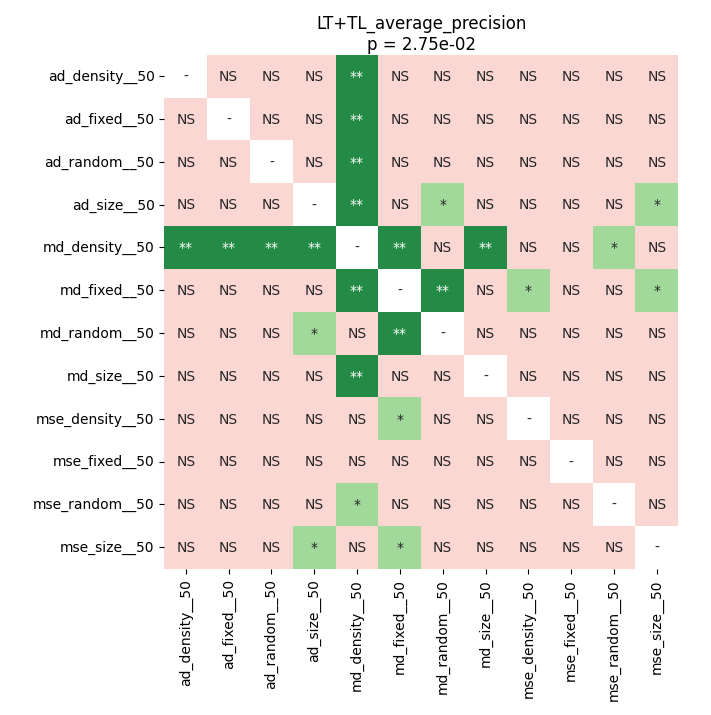 LT+TL_average_precision
p = 2.75e-02
ad_density__50 - NS NS NS ** NS NS NS NS NS NS NS
ad_fixed__50 NS - NS NS ** NS NS NS NS NS NS NS
ad_random__50 NS NS - NS ** NS NS NS NS NS NS NS
ad_size__50 NS NS NS - ** NS * NS NS NS NS *
md_density__50 ** ** ** ** - ** NS ** NS NS * NS
md_fixed__50 NS NS NS NS ** - ** NS * NS NS *
md_random__50 NS NS NS * NS ** - NS NS NS NS NS
md_size__50 NS NS NS NS ** NS NS - NS NS NS NS
mse_density__50 NS NS NS NS NS * NS NS - NS NS NS
mse_fixed__50 NS NS NS NS NS NS NS NS NS - NS NS
mse_random__50 NS NS NS NS * NS NS NS NS NS - NS
mse_size__50 NS NS NS * NS * NS NS NS NS NS -
ad_density__50
ad_fixed__50
ad_random__50
ad_size__50
md_density__50
md_fixed__50
md_random__50
md_size__50
mse_density__50
mse_fixed__50
mse_random__50
mse_size__50